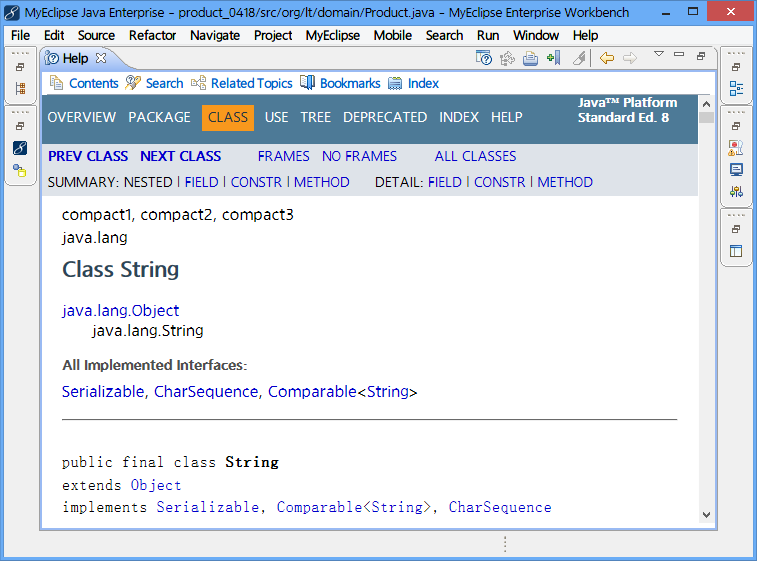 MyEclipse Java Enterprise – product_0418/src/org/lt/domain/Product.java – MyEclipse Enterprise Workbench
File Edit Source Refactor Navigate Project MyEclipse Mobile Search Run Window Help
Help
Contents Search Related Topics Bookmarks Index
Java™ Platform
Standard Ed. 8
OVERVIEW PACKAGE CLASS USE TREE DEPRECATED INDEX HELP
PREV CLASS NEXT CLASS FRAMES NO FRAMES ALL CLASSES
SUMMARY: NESTED | FIELD | CONSTR | METHOD DETAIL: FIELD | CONSTR | METHOD
compact1, compact2, compact3
java.lang
Class String
java.lang.Object
java.lang.String
All Implemented Interfaces:
Serializable, CharSequence, Comparable<String>
public final class String
extends Object
implements Serializable, Comparable<String>, CharSequence